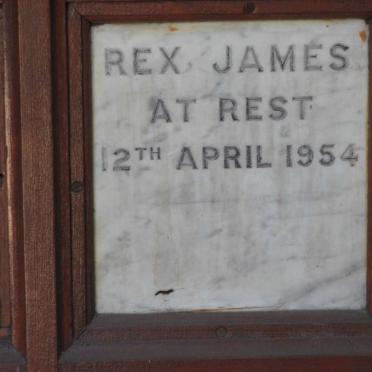 REX JAMES
AT REST
12TH APRIL 1954